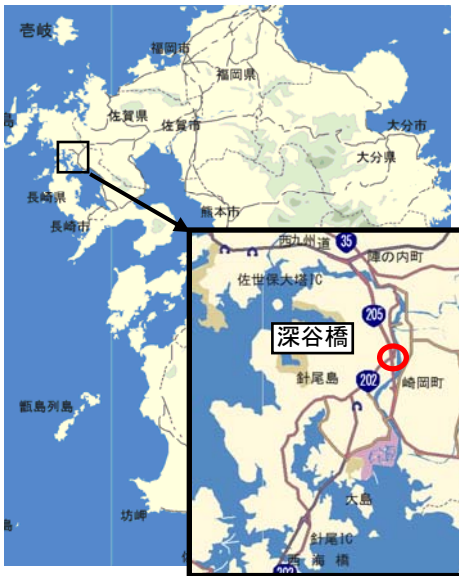 壱岐
福岡市
福岡県
島
佐賀県
佐賀市
大分市
大分県
長崎県
長崎市
熊本市
西九州道
35
陣の内町
佐世保大塔IC
205
深谷橋
針尾島
202
崎岡町
甑島列島
大島
坊岬
針尾IC
島
西海橋
202